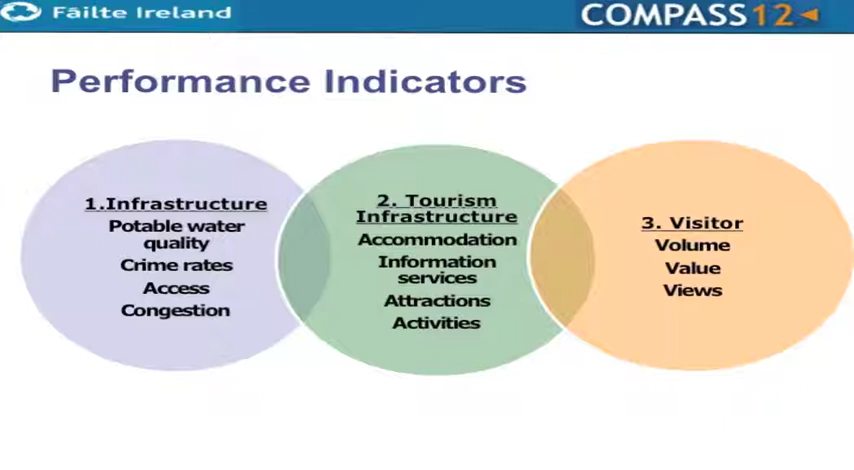 Fáilte Ireland
COMPASS12
Performance Indicators
1.Infrastructure
Potable water
quality
Crime rates
Access
Congestion
2. Tourism
Infrastructure
Accommodation
Information
services
Attractions
Activities
3. Visitor
Volume
Value
Views